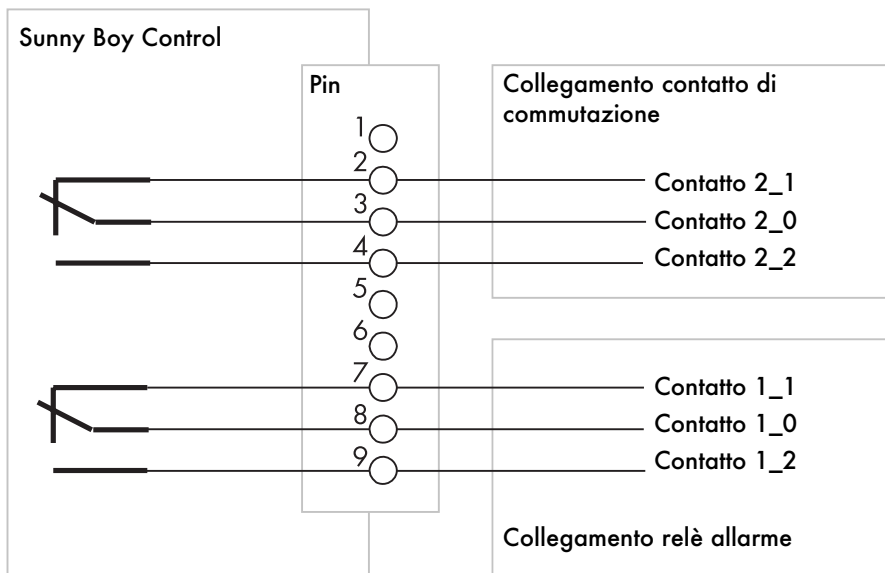 Sunny Boy Control
Pin
1
2
3
4
5
6
7
8
9
Collegamento contatto di
commutazione
Contatto 2_1
Contatto 2_0
Contatto 2_2
Contatto 1_1
Contatto 1_0
Contatto 1_2
Collegamento relè allarme